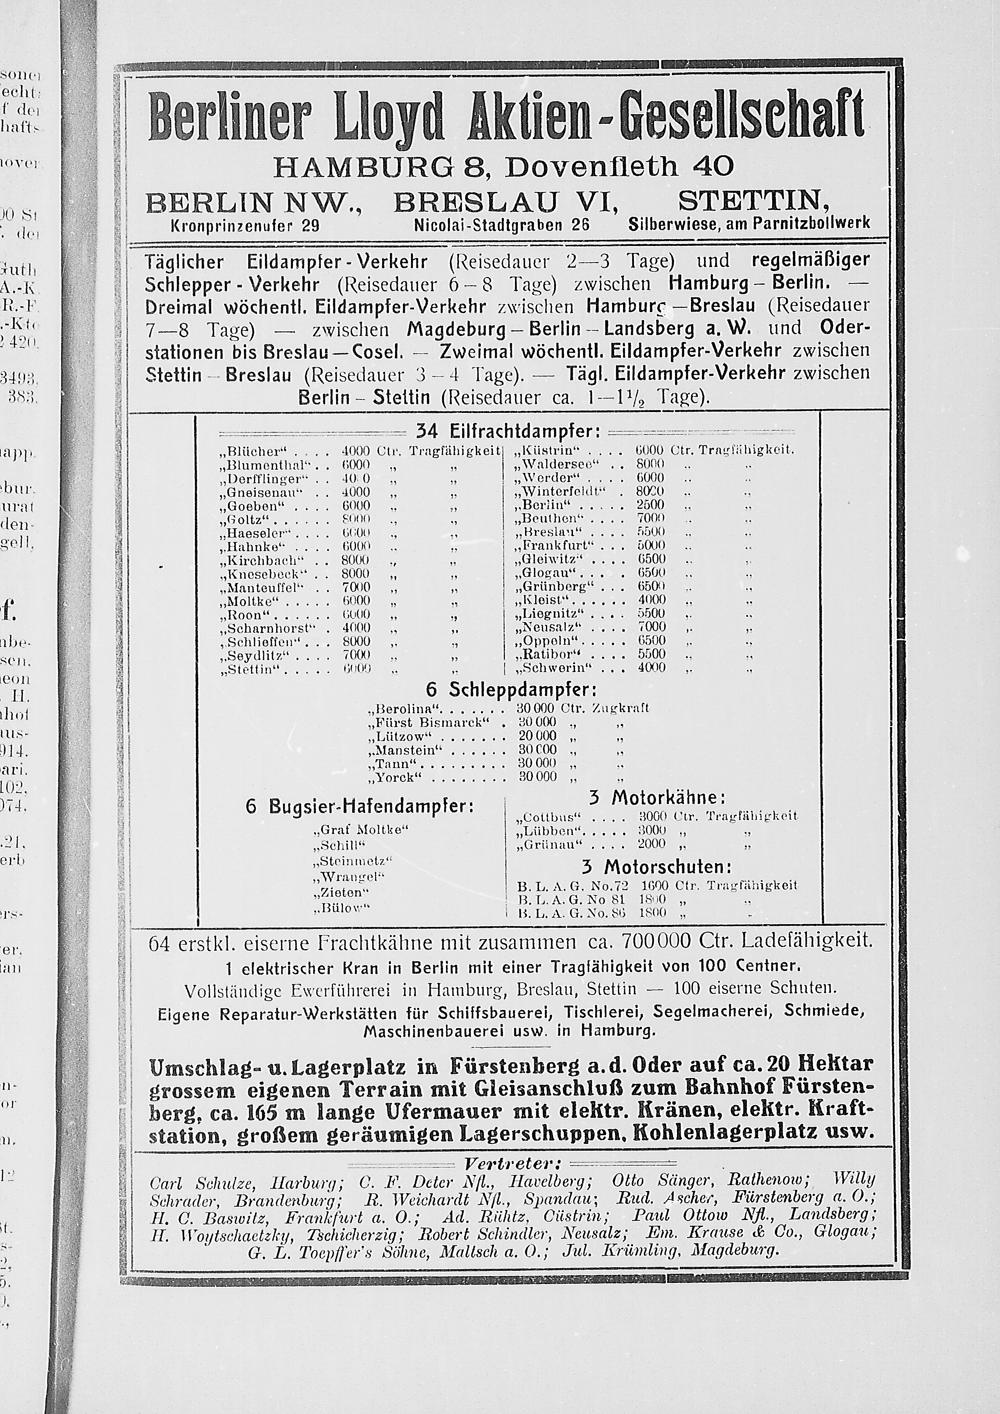 Berliner Lloyd Aktien-Gesellschaft
HAMBURG 8, Dovenfleth 40
BERLIN NW., BRESLAU VI, STETTIN,
Kronprinzenufer 29 Nicolai-Stadtgraben 26 Silberwiese, am Parnitzbollwerk
Täglicher Eildampfer-Verkehr (Reisedauer 2—3 Tage) und regelmäßiger
Schlepper-Verkehr (Reisedauer 6—8 Tage) zwischen Hamburg—Berlin. —
Dreimal wöchentl. Eildampfer-Verkehr zwischen Hamburg—Breslau (Reisedauer
7—8 Tage) — zwischen Magdeburg—Berlin—Landsberg a. W. und Oder-
stationen bis Breslau—Cosel. — Zweimal wöchentl. Eildampfer-Verkehr zwischen
Stettin—Breslau (Reisedauer 3—4 Tage). — Tägl. Eildampfer-Verkehr zwischen
Berlin—Stettin (Reisedauer ca. 1—1½ Tage).
34 Eilfrachtdampfer:
„Blücher“ . . . . 4000 Ctr. Tragfähigkeit
„Blumenthal“ . . 6000 „ „
„Derfflinger“ . . 4000 „ „
„Gneisenau“ . . 4000 „ „
„Goeben“ . . . . 6000 „ „
„Goltz“ . . . . . . 8000 „ „
„Haeseler“ . . . . 6000 „ „
„Hahnke“ . . . . 6000 „ „
„Kirchbach“ . . 8000 „ „
„Knesebeck“ . . 8000 „ „
„Manteuffel“ . . 7000 „ „
„Moltke“ . . . . . 6000 „ „
„Roon“ . . . . . . 6000 „ „
„Scharnhorst“ . 4000 „ „
„Schlieffen“ . . . 8000 „ „
„Seydlitz“ . . . . 7000 „ „
„Stettin“ . . . . . 6000 „ „
„Küstrin“ . . . . 6000 Ctr. Tragfähigkeit.
„Waldersee“ . . 8000 „ „
„Werder“ . . . . 6000 „ „
„Winterfeldt“ . 8000 „ „
„Berlin“ . . . . . 2500 „ „
„Beuthen“ . . . . 7000 „ „
„Breslau“ . . . . 5500 „ „
„Frankfurt“ . . . 5000 „ „
„Gleiwitz“ . . . . 6500 „ „
„Glogau“ . . . . 6500 „ „
„Grünberg“ . . . 6500 „ „
„Kleist“ . . . . . . 4000 „ „
„Liegnitz“ . . . . 5500 „ „
„Neusalz“ . . . . 7000 „ „
„Oppeln“ . . . . . 6500 „ „
„Ratibor“ . . . 5500 „ „
„Schwerin“ . . . 4000 „ „
6 Schleppdampfer:
„Berolina“ . . . . . . . 30 000 Ctr. Zugkraft
„Fürst Bismarck“ . 30 000 „ „
„Lützow“ . . . . . . . 20 000 „ „
„Manstein“ . . . . . . 30 000 „ „
„Tann“ . . . . . . . . . 30 000 „ „
„Yorck“ . . . . . . . . 30 000 „ „
6 Bugsier-Hafendampfer:
„Graf Moltke“
„Schill“
„Steinmetz“
„Wrangel“
„Zieten“
„Bülow“
3 Motorkähne:
„Cottbus“ . . . . 3000 Ctr. Tragfähigkeit
„Lübben“ . . . . . 3000 „ „
„Grünau“ . . . . 2000 „ „
3 Motorschuten:
B. L. A. G. No. 72 1600 Ctr. Tragfähigkeit
B. L. A. G. No 81 1800 „ „
B. L. A. G. No. 86 1800 „ „
64 erstkl. eiserne Frachtkähne mit zusammen ca. 700000 Ctr. Ladefähigkeit.
1 elektrischer Kran in Berlin mit einer Tragfähigkeit von 100 Centner.
Vollständige Ewerführerei in Hamburg, Breslau, Stettin — 100 eiserne Schuten.
Eigene Reparatur-Werkstätten für Schiffsbauerei, Tischlerei, Segelmacherei, Schmiede,
Maschinenbauerei usw. in Hamburg.
Umschlag- u. Lagerplatz in Fürstenberg a. d. Oder auf ca. 20 Hektar
grossem eigenen Terrain mit Gleisanschluß zum Bahnhof Fürsten-
berg, ca. 165 m lange Ufermauer mit elektr. Kränen, elektr. Kraft-
station, großem geräumigen Lagerschuppen, Kohlenlagerplatz usw.
Vertreter:
Carl Schulze, Harburg; C. F. Deter Nfl., Havelberg; Otto Sänger, Rathenow; Willy
Schrader, Brandenburg; R. Weichardt Nfl., Spandau; Rud. Ascher, Fürstenberg a. O.;
H. C. Baswitz, Frankfurt a. O.; Ad. Rühtz, Cüstrin; Paul Ottow Nfl., Landsberg;
H. Woytschaetzky, Tschicherzig; Robert Schindler, Neusalz; Em. Krause & Co., Glogau;
G. L. Toepffer's Söhne, Maltsch a. O.; Jul. Krümling, Magdeburg.